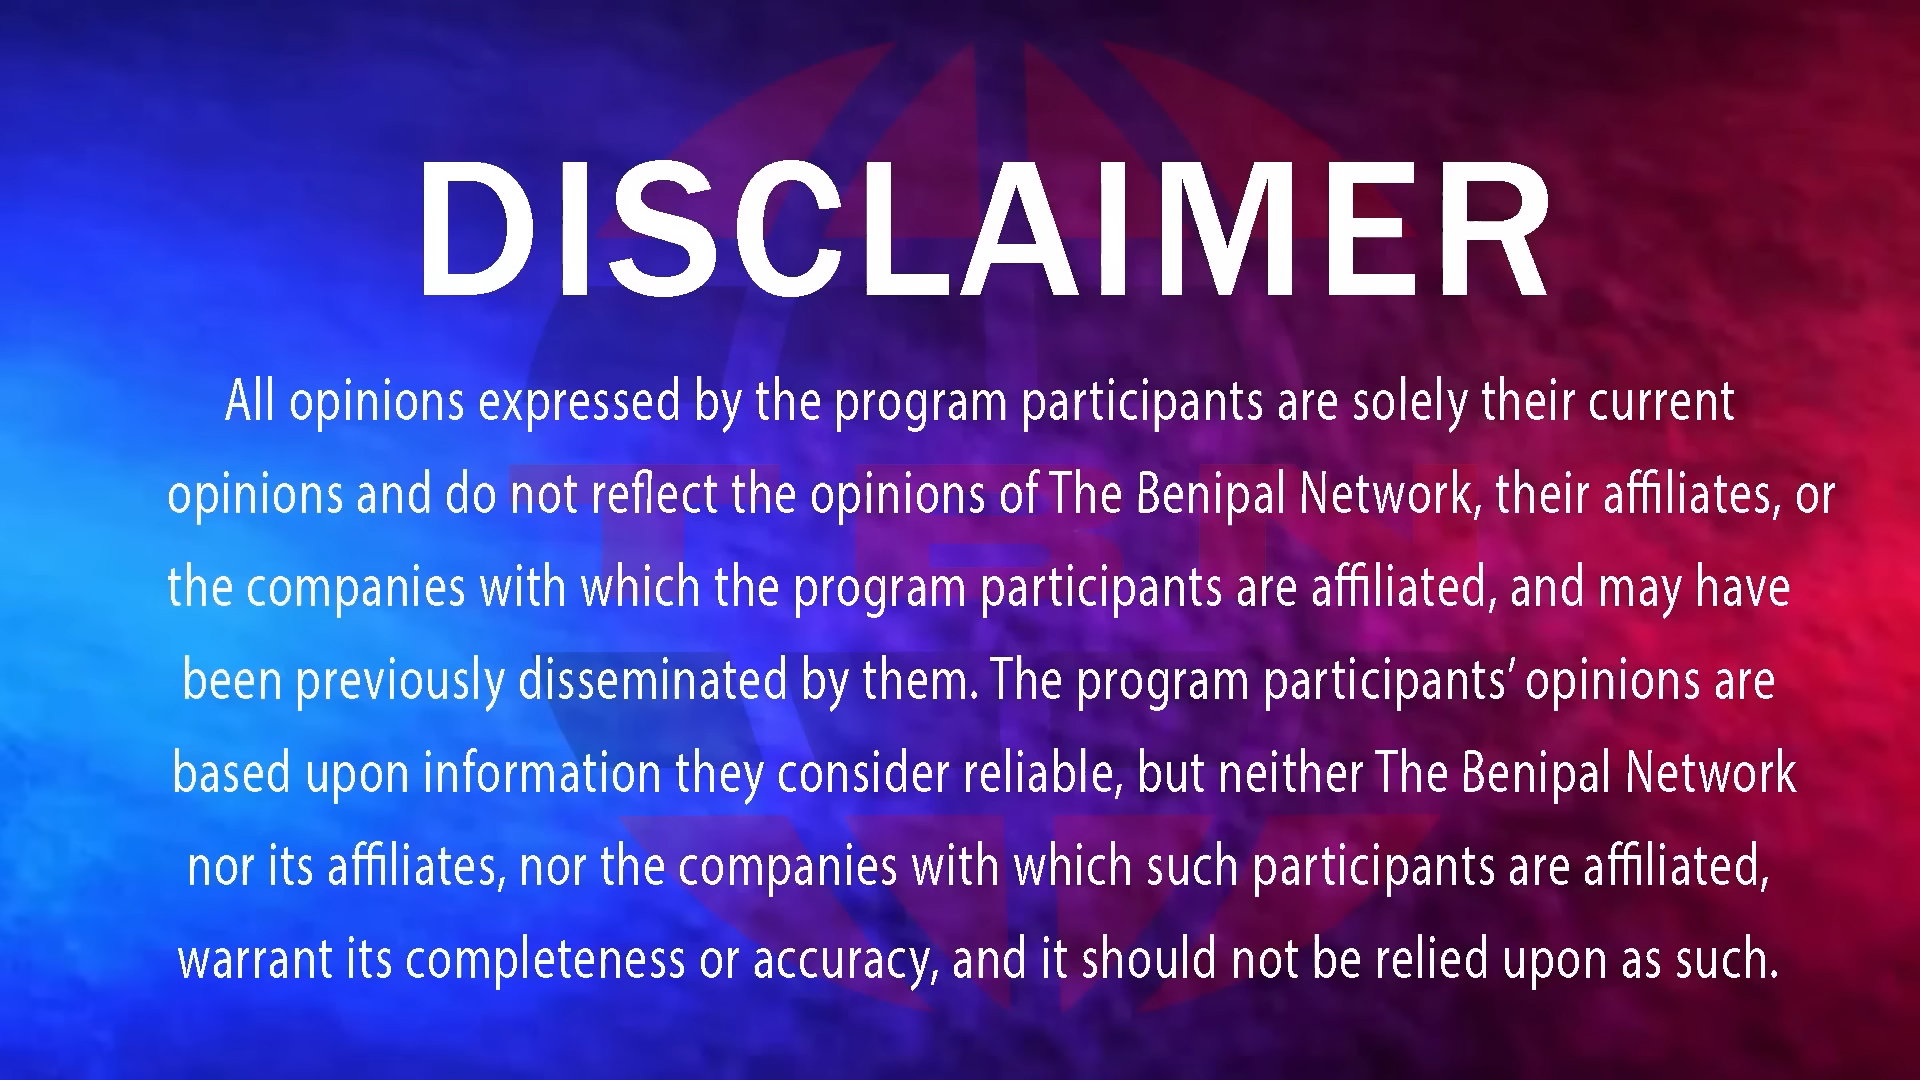 DISCLAIMER
All opinions expressed by the program participants are solely their current
opinions and do not reflect the opinions of The Benipal Network, their affiliates, or
the companies with which the program participants are affiliated, and may have
been previously disseminated by them. The program participants’ opinions are
based upon information they consider reliable, but neither The Benipal Network
nor its affiliates, nor the companies with which such participants are affiliated,
warrant its completeness or accuracy, and it should not be relied upon as such.
TBN